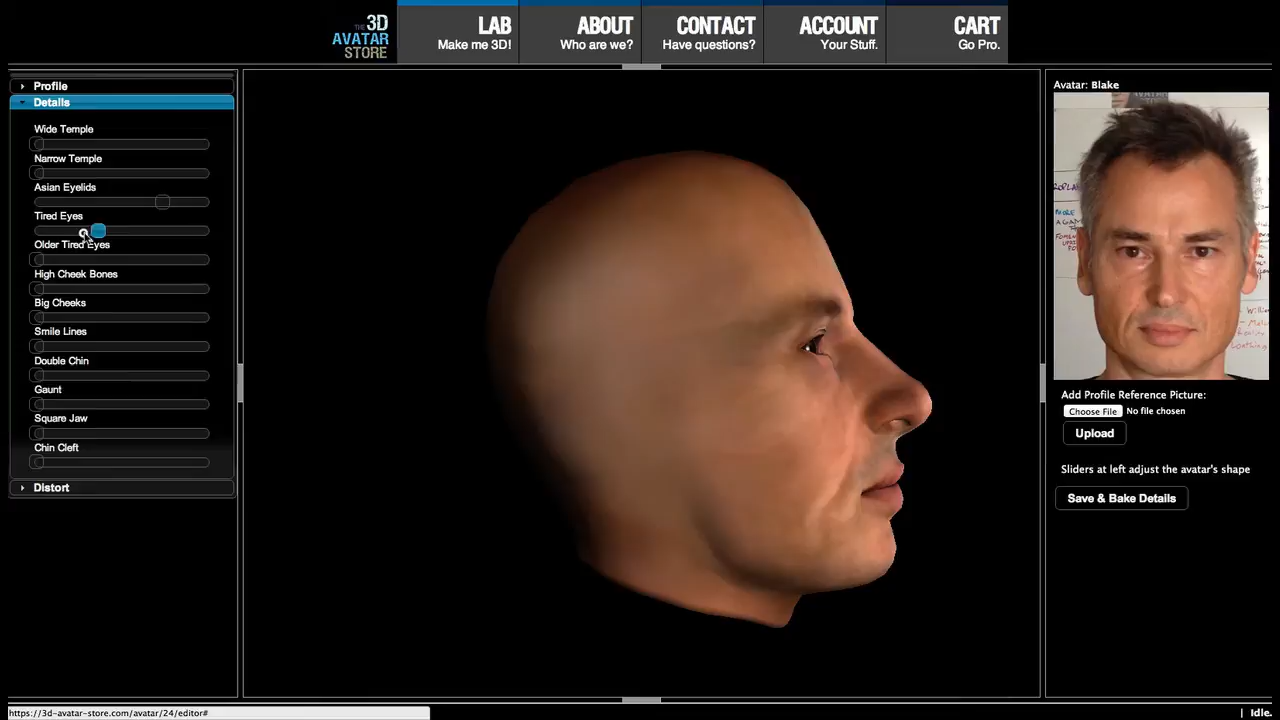 THE 3D
AVATAR
STORE
LAB
Make me 3D!
ABOUT
Who are we?
CONTACT
Have questions?
ACCOUNT
Your Stuff.
CART
Go Pro.
Profile
Details
Wide Temple
Narrow Temple
Asian Eyelids
Tired Eyes
Older Tired Eyes
High Cheek Bones
Big Cheeks
Smile Lines
Double Chin
Gaunt
Square Jaw
Chin Cleft
Distort
Avatar: Blake
MORE
Add Profile Reference Picture:
Choose File No file chosen
Upload
Sliders at left adjust the avatar's shape
Save & Bake Details
https://3d-avatar-store.com/avatar/24/editor#
| Idle.